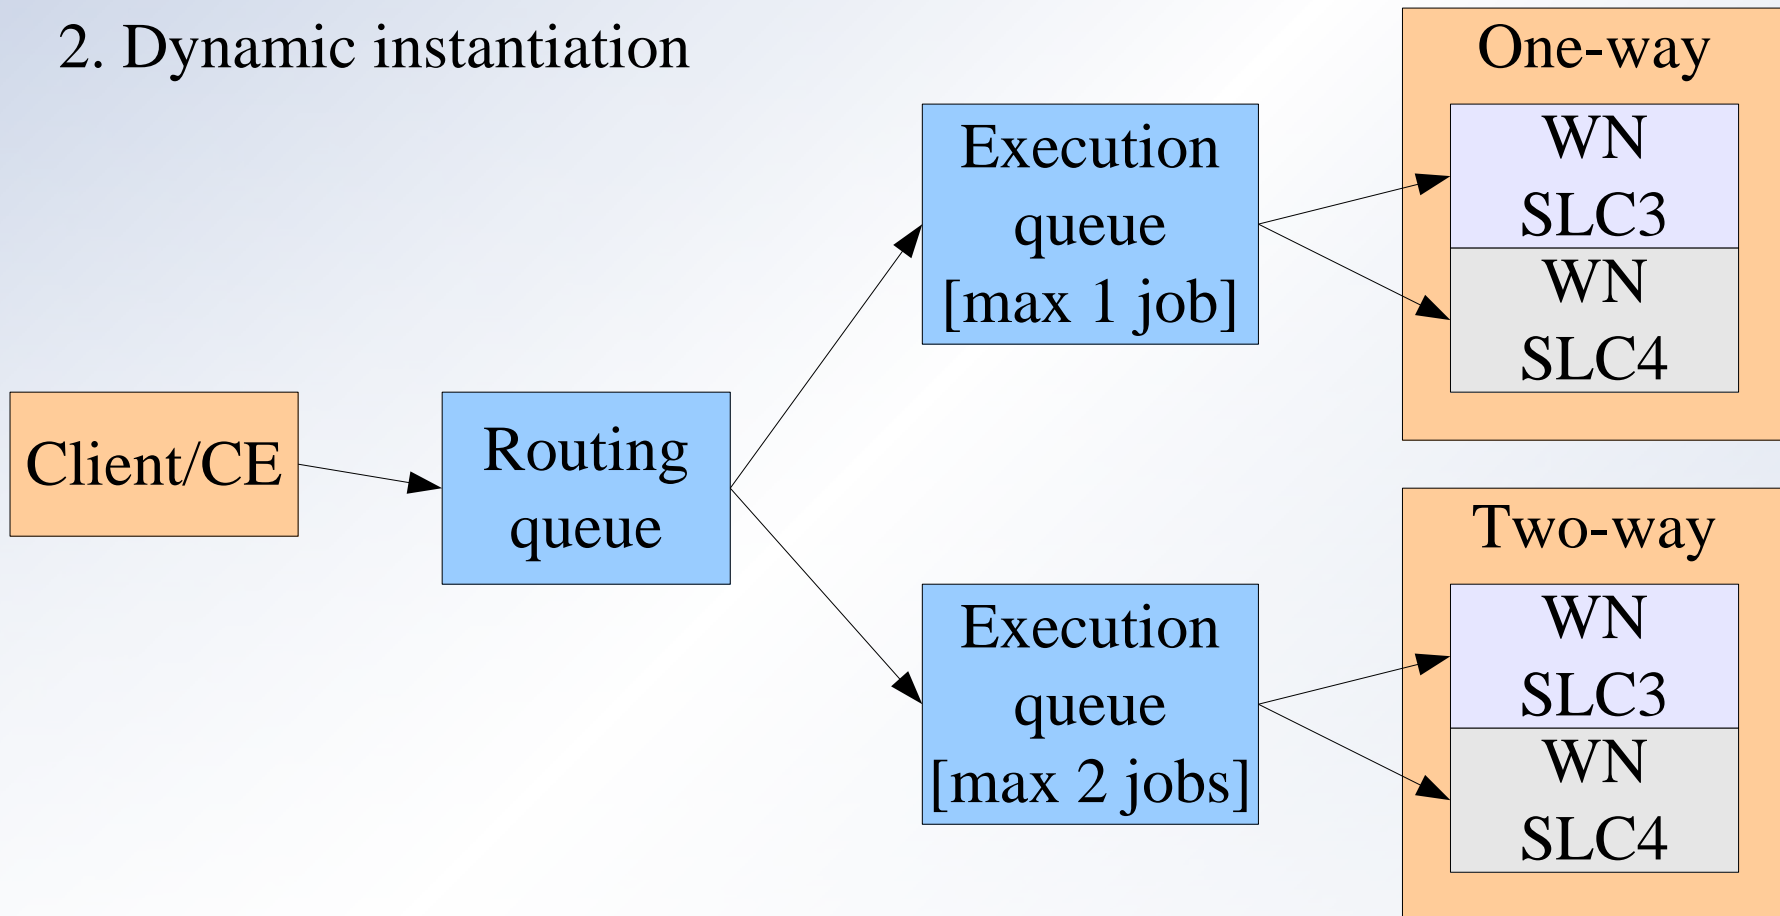 2. Dynamic instantiation
Client/CE
Routing
queue
Execution
queue
[max 1 job]
Execution
queue
[max 2 jobs]
One-way
WN
SLC3
WN
SLC4
Two-way
WN
SLC3
WN
SLC4